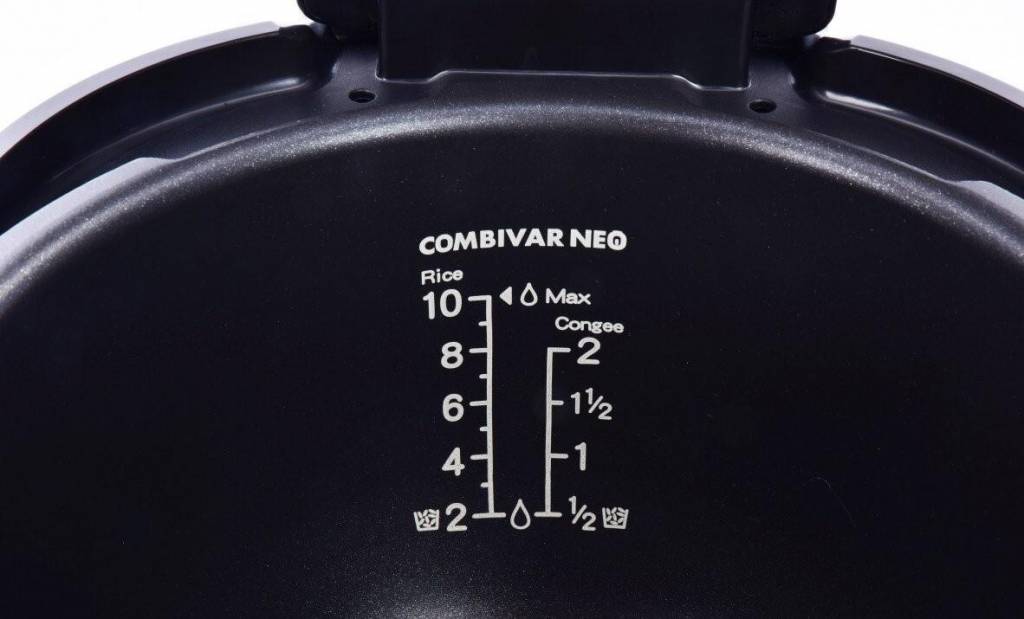 COMBIVAR NEO
Rice
10 Max
Congee
8 2
6 1½
4 1
2 ½